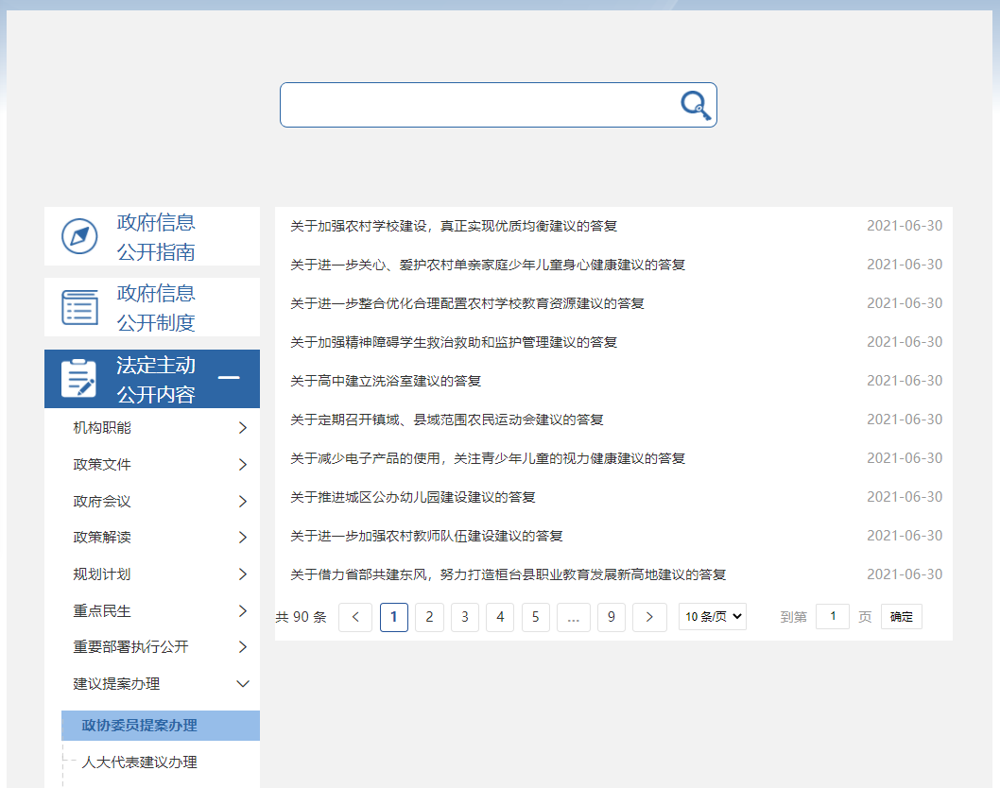 政府信息
公开指南
政府信息
公开制度
法定主动
公开内容
机构职能
政策文件
政府会议
政策解读
规划计划
重点民生
重要部署执行公开
建议提案办理
政协委员提案办理
人大代表建议办理
关于加强农村学校建设，真正实现优质均衡建议的答复 2021-06-30
关于进一步关心、爱护农村单亲家庭少年儿童身心健康建议的答复 2021-06-30
关于进一步整合优化合理配置农村学校教育资源建议的答复 2021-06-30
关于加强精神障碍学生救治救助和监护管理建议的答复 2021-06-30
关于高中建立洗浴室建议的答复 2021-06-30
关于定期召开镇域、县域范围农民运动会建议的答复 2021-06-30
关于减少电子产品的使用，关注青少年儿童的视力健康建议的答复 2021-06-30
关于推进城区公办幼儿园建设建议的答复 2021-06-30
关于进一步加强农村教师队伍建设建议的答复 2021-06-30
关于借力省部共建东风，努力打造桓台县职业教育发展新高地建议的答复 2021-06-30
共 90 条 < 1 2 3 4 5 ... 9 > 10 条/页 到第 1 页 确定